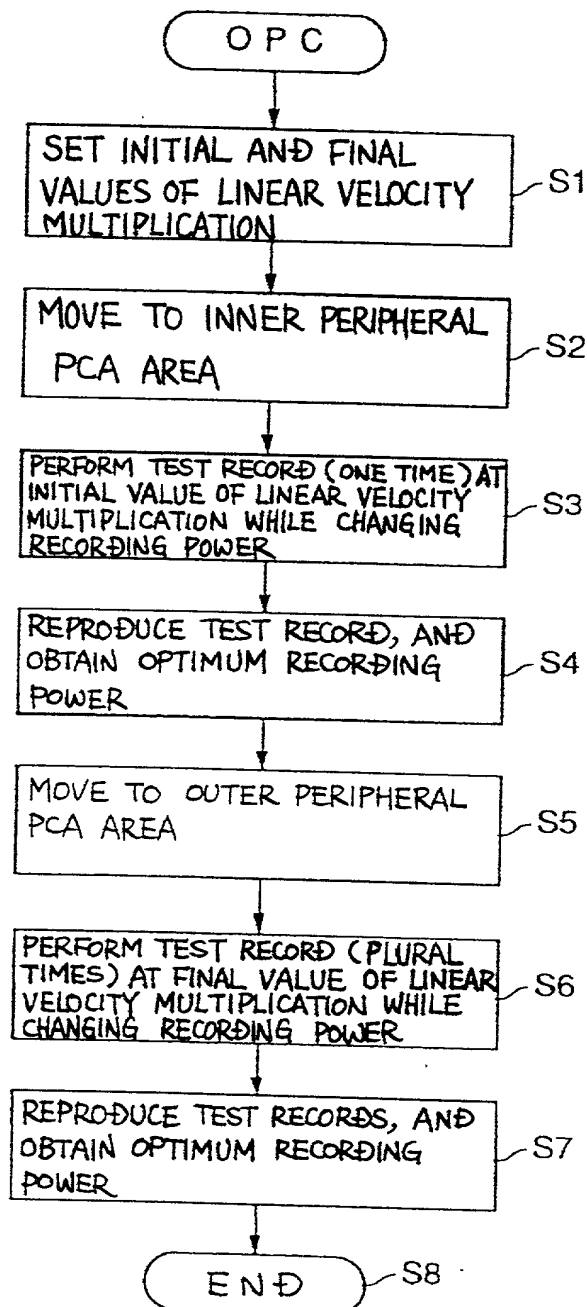 OPC
SET INITIAL AND FINAL
VALUES OF LINEAR VELOCITY
MULTIPLICATION
S1
MOVE TO INNER PERIPHERAL
PCA AREA
S2
PERFORM TEST RECORD (ONE TIME) AT
INITIAL VALUE OF LINEAR VELOCITY
MULTIPLICATION WHILE CHANGING
RECORDING POWER
S3
REPRODUCE TEST RECORD, AND
OBTAIN OPTIMUM RECORDING
POWER
S4
MOVE TO OUTER PERIPHERAL
PCA AREA
S5
PERFORM TEST RECORD (PLURAL
TIMES) AT FINAL VALUE OF LINEAR
VELOCITY MULTIPLICATION WHILE
CHANGING RECORDING POWER
S6
REPRODUCE TEST RECORDS, AND
OBTAIN OPTIMUM RECORDING
POWER
S7
END
S8